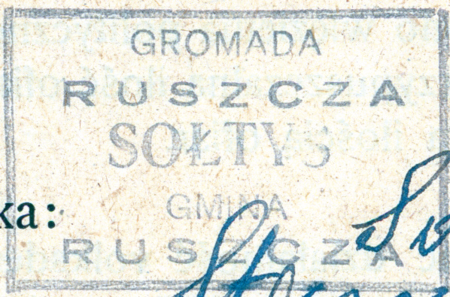 GROMADA
RUSZCZA
SOŁTYS
ka:
GMINA
RUSZCZA